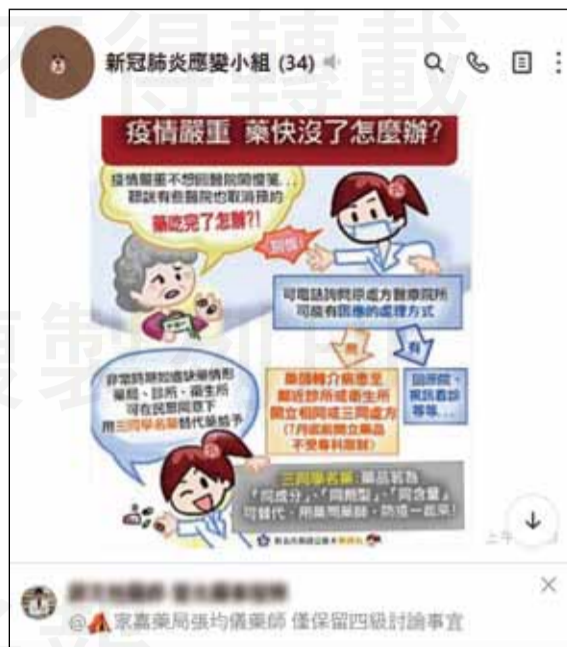 新冠肺炎應變小組 (34)
疫情嚴重 藥快沒了怎麼辦?
疫情嚴重不想回醫院開慢箋...
聽說有些醫院也取消預約
藥吃完了怎辦?!
別慌!
可電話詢問原處方醫療院所
可能有因應的處理方式
無
有
藥師轉介病患至
鄰近診所或衛生所
開立相同或三同處方
(7月底前開立藥品
不受專科限制)
回原院、
視訊看診
等等...
非常時期如遇缺藥情形
藥局、診所、衛生所
可在民眾同意下
用三同學名藥替代藥給予
三同學名藥:藥品皆為
「同成分」、「同劑型」、「同含量」
可替代,用藥問藥師,防疫一起來!
上午
@家嘉藥局張均儀藥師 僅保留四級討論事宜
不得轉載